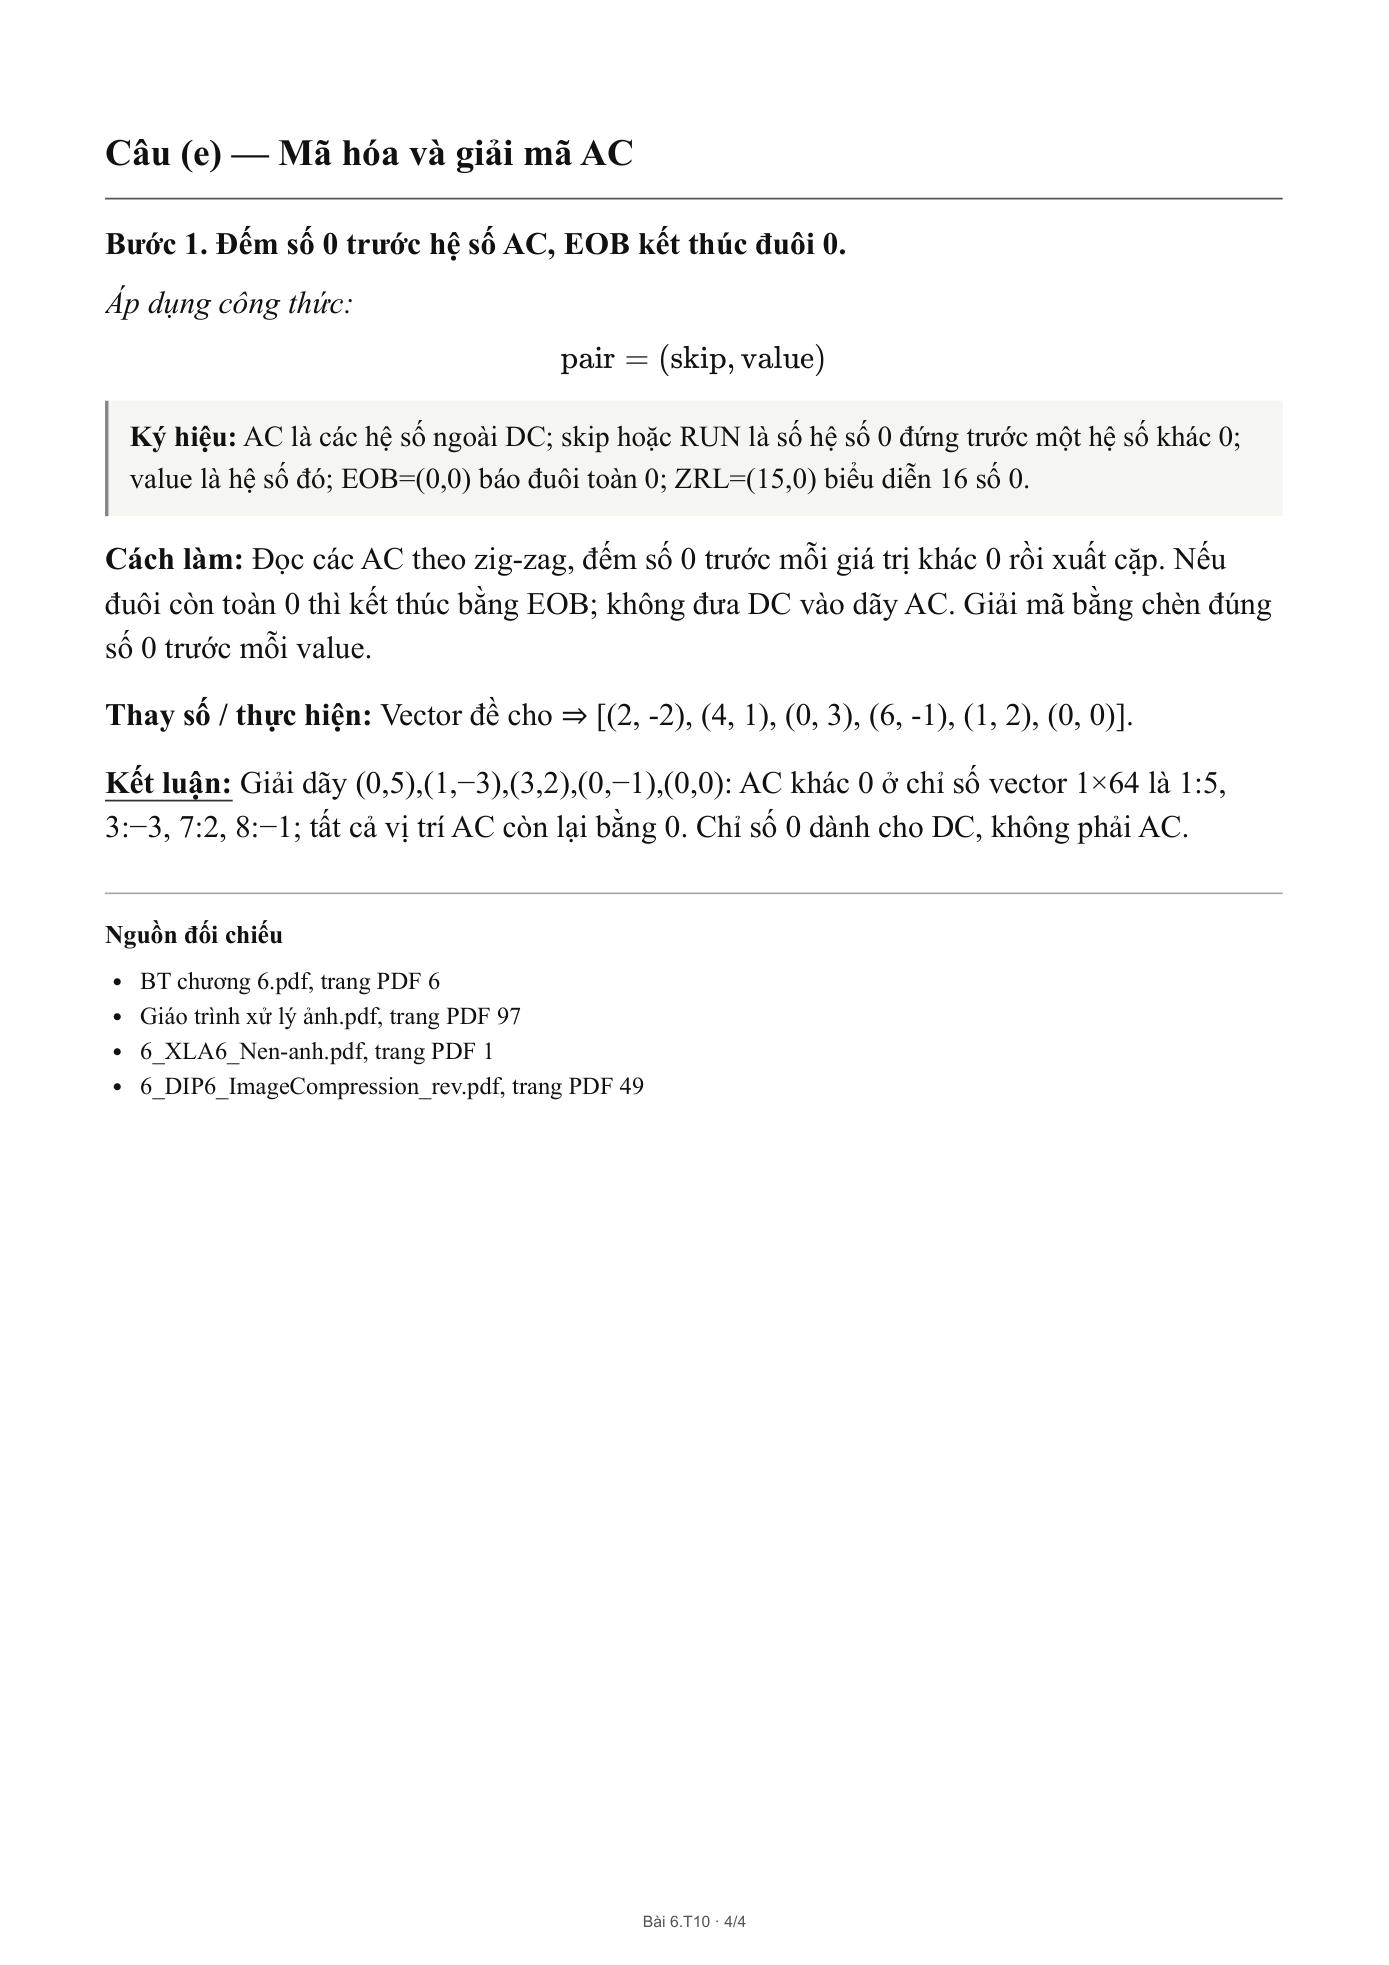 Câu (e) — Mã hóa và giải mã AC
Bước 1. Đếm số 0 trước hệ số AC, EOB kết thúc đuôi 0.
Áp dụng công thức:
pair = (skip, value)
Ký hiệu: AC là các hệ số ngoài DC; skip hoặc RUN là số hệ số 0 đứng trước một hệ số khác 0;
value là hệ số đó; EOB=(0,0) báo đuôi toàn 0; ZRL=(15,0) biểu diễn 16 số 0.
Cách làm: Đọc các AC theo zig-zag, đếm số 0 trước mỗi giá trị khác 0 rồi xuất cặp. Nếu
đuôi còn toàn 0 thì kết thúc bằng EOB; không đưa DC vào dãy AC. Giải mã bằng chèn đúng
số 0 trước mỗi value.
Thay số / thực hiện: Vector đề cho ⇒ [(2, -2), (4, 1), (0, 3), (6, -1), (1, 2), (0, 0)].
Kết luận: Giải dãy (0,5),(1,−3),(3,2),(0,−1),(0,0): AC khác 0 ở chỉ số vector 1×64 là 1:5,
3:−3, 7:2, 8:−1; tất cả vị trí AC còn lại bằng 0. Chỉ số 0 dành cho DC, không phải AC.
Nguồn đối chiếu
• BT chương 6.pdf, trang PDF 6
• Giáo trình xử lý ảnh.pdf, trang PDF 97
• 6_XLA6_Nen-anh.pdf, trang PDF 1
• 6_DIP6_ImageCompression_rev.pdf, trang PDF 49
Bài 6.T10 · 4/4